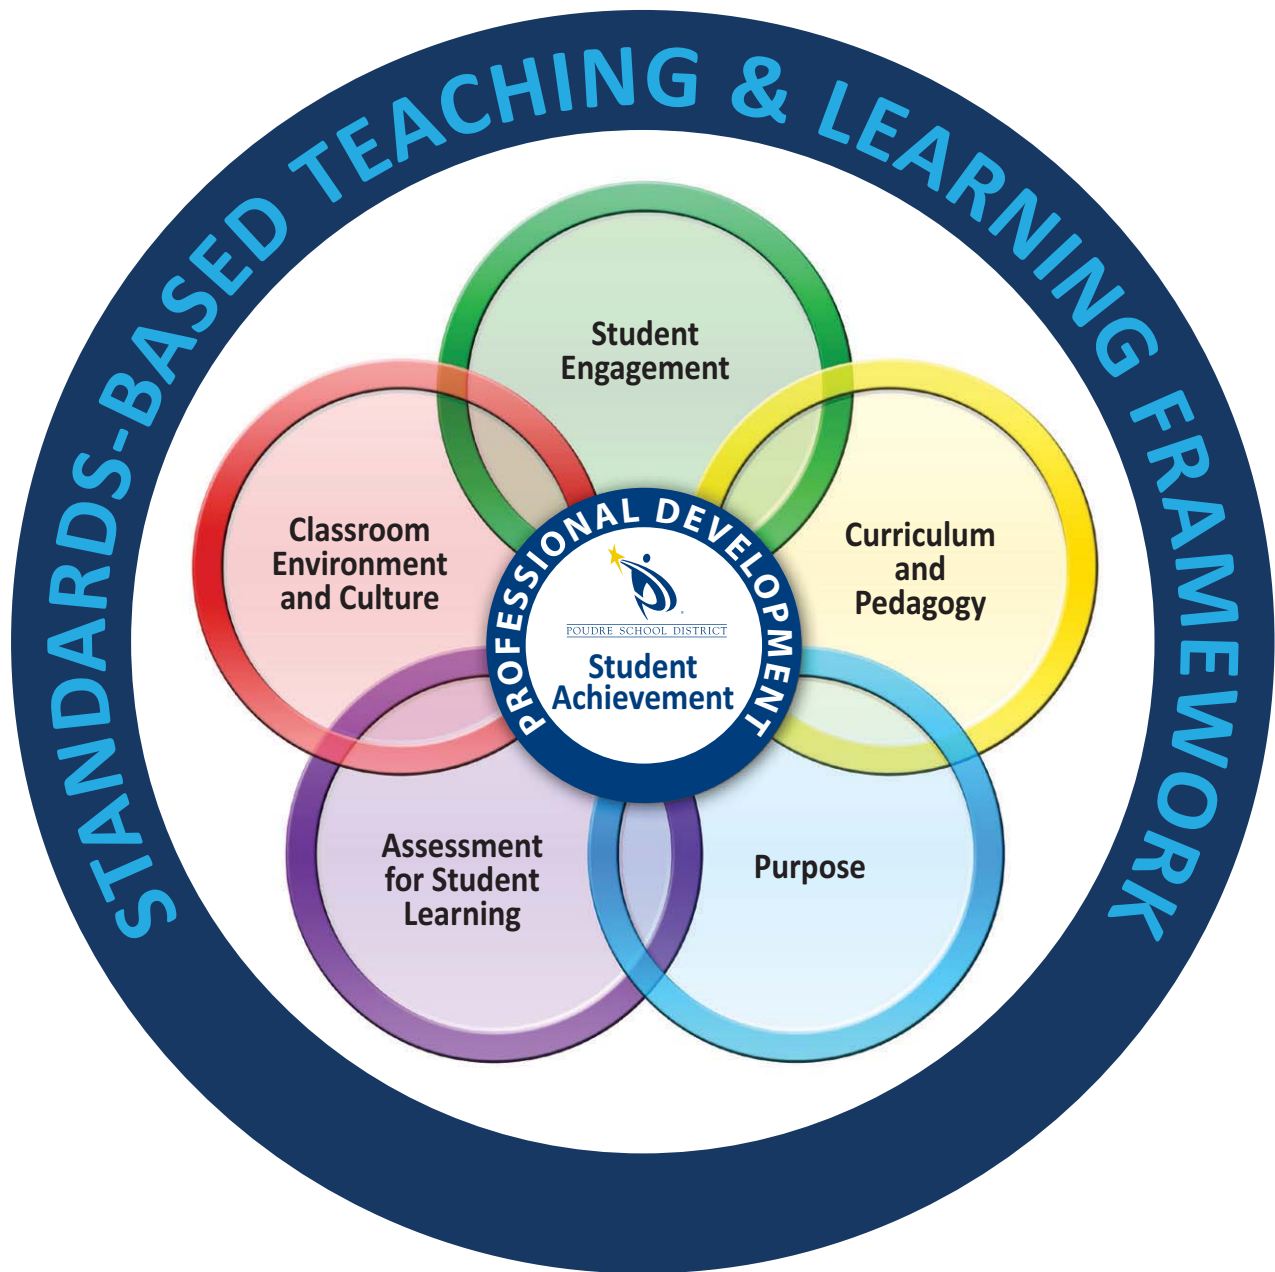 STANDARDS-BASED TEACHING & LEARNING FRAMEWORK
Student
Engagement
Classroom
Environment
and Culture
Curriculum
and
Pedagogy
PROFESSIONAL DEVELOPMENT
POUDRE SCHOOL DISTRICT
Student
Achievement
Assessment
for Student
Learning
Purpose